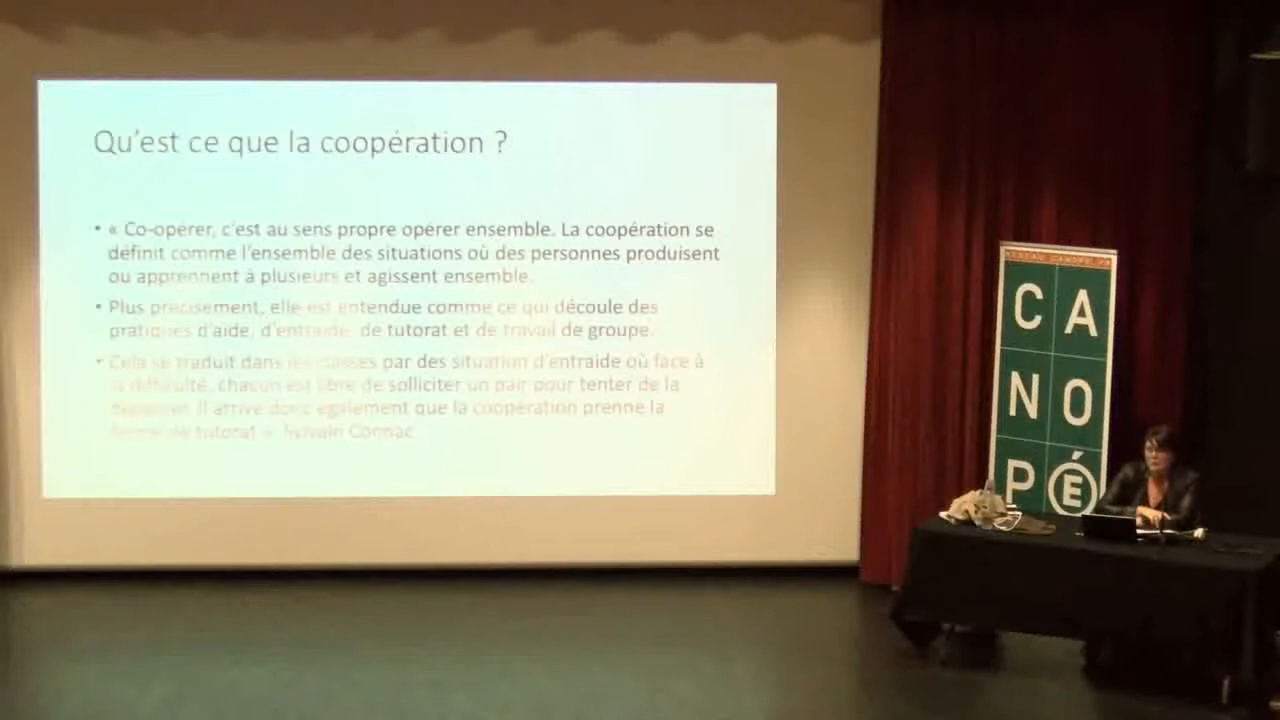 Qu'est ce que la coopération ?
• « Co-opérer, c'est au sens propre opérer ensemble. La coopération se
définit comme l'ensemble des situations où des personnes produisent
ou apprennent à plusieurs et agissent ensemble.
• Plus précisement, elle est entendue comme ce qui découle des
pratiques d'aide, d'entraide, de tutorat et de travail de groupe.
• Cela se traduit dans les classes par des situation d'entraide où face à
la difficulté, chacun est libre de solliciter un pair pour tenter de la
Il arrive donc également que la coopération prenne la
forme de tutorat ». Sylvain Connac
RÉSEAU CANOPÉ
CA
NO
PÉ